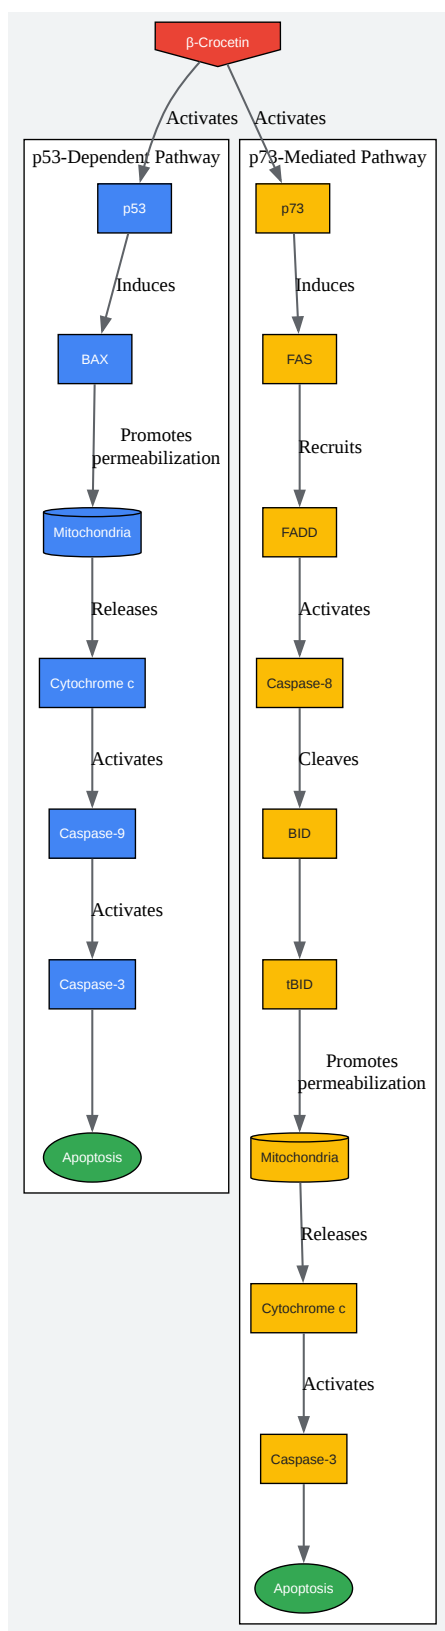 β-Crocetin
Activates
Activates
p53-Dependent Pathway
p53
Induces
BAX
Promotes
permeabilization
Mitochondria
Releases
Cytochrome c
Activates
Caspase-9
Activates
Caspase-3
Apoptosis
p73-Mediated Pathway
p73
Induces
FAS
Recruits
FADD
Activates
Caspase-8
Cleaves
BID
tBID
Promotes
permeabilization
Mitochondria
Releases
Cytochrome c
Activates
Caspase-3
Apoptosis